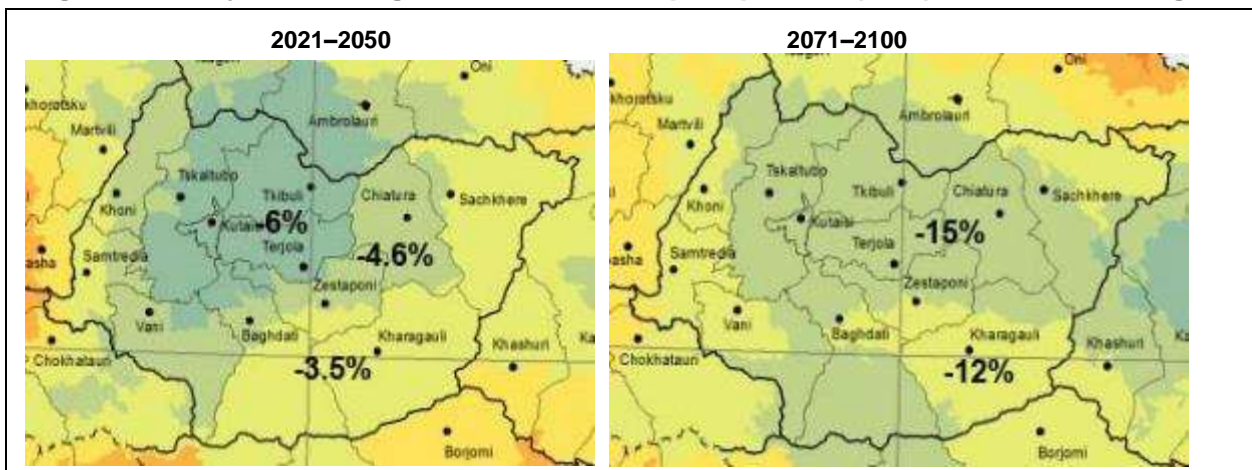 2021–2050
2071–2100
Oni
Martvili
Ambrolauri
Tskaltubo
Tkibuli
Chiatura
Sachkhere
Khoni
-6%
Terjola
-4.6%
Samtredia
Zestaponi
Vani
Baghdati
Kharagauli
Khashuri
Chokhatauri
-3.5%
Borjomi
Oni
Martvili
Ambrolauri
Tskaltubo
Tkibuli
Chiatura
Sachkhere
Khoni
Kutaisi
-15%
Terjola
Samtredia
Zestaponi
Vani
Baghdati
Kharagauli
Khashuri
Chokhatauri
-12%
Borjomi